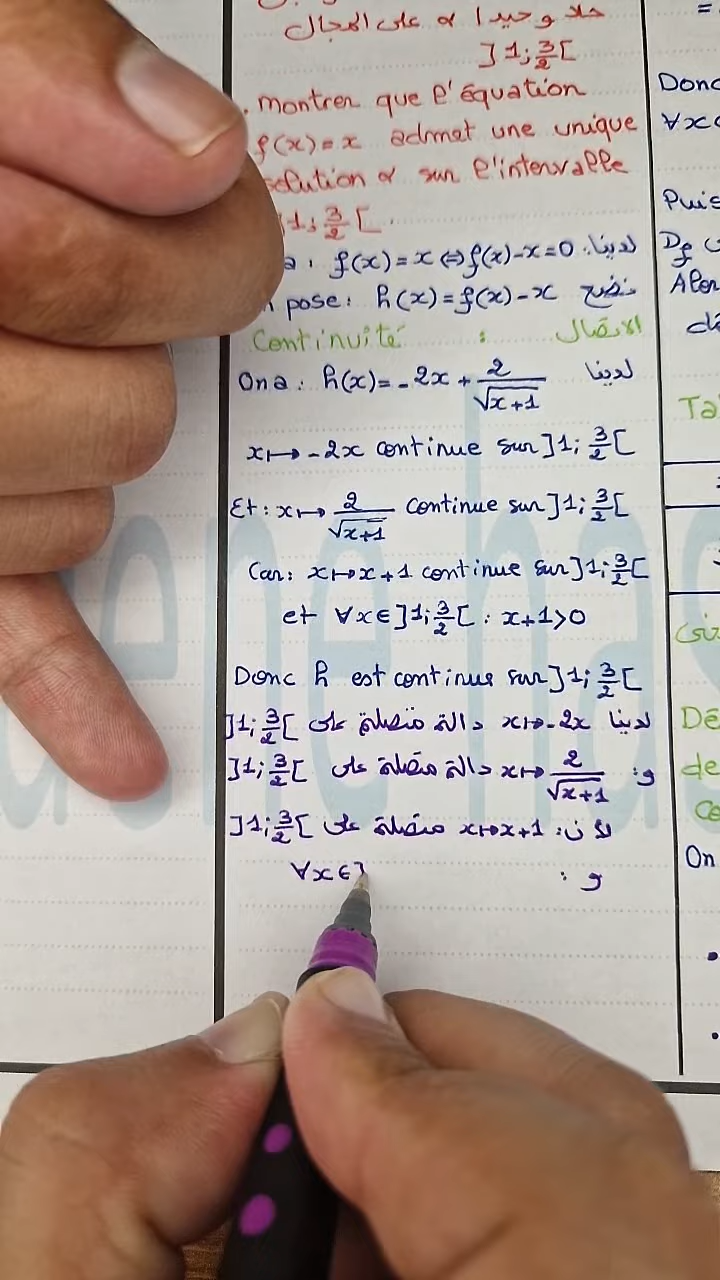 حلا وحيدا α على المجال
]1;3/2[
. montrer que l'équation
f(x)=x admet une unique
solution α sur l'intervalle
]1;3/2[.
a: f(x)=x⇔f(x)-x=0 لدينا:
pose: h(x)=f(x)-x نضع
Continuité : الاتصال
On a: h(x)=-2x+2/√(x+1) لدينا
x↦-2x continue sur]1;3/2[
Et: x↦2/√(x+1) continue sur]1;3/2[
Car: x↦x+1 continue sur]1;3/2[
et ∀x∈]1;3/2[ : x+1>0
Donc h est continue sur]1;3/2[
لدينا x↦-2x دالة متصلة على ]1;3/2[
و: x↦2/√(x+1) دالة متصلة على ]1;3/2[
لأن: x↦x+1 متصلة على ]1;3/2[
و: ∀x∈]
=
Donc
∀x
Puis
Df
Alor
Ta
Dé
de
On